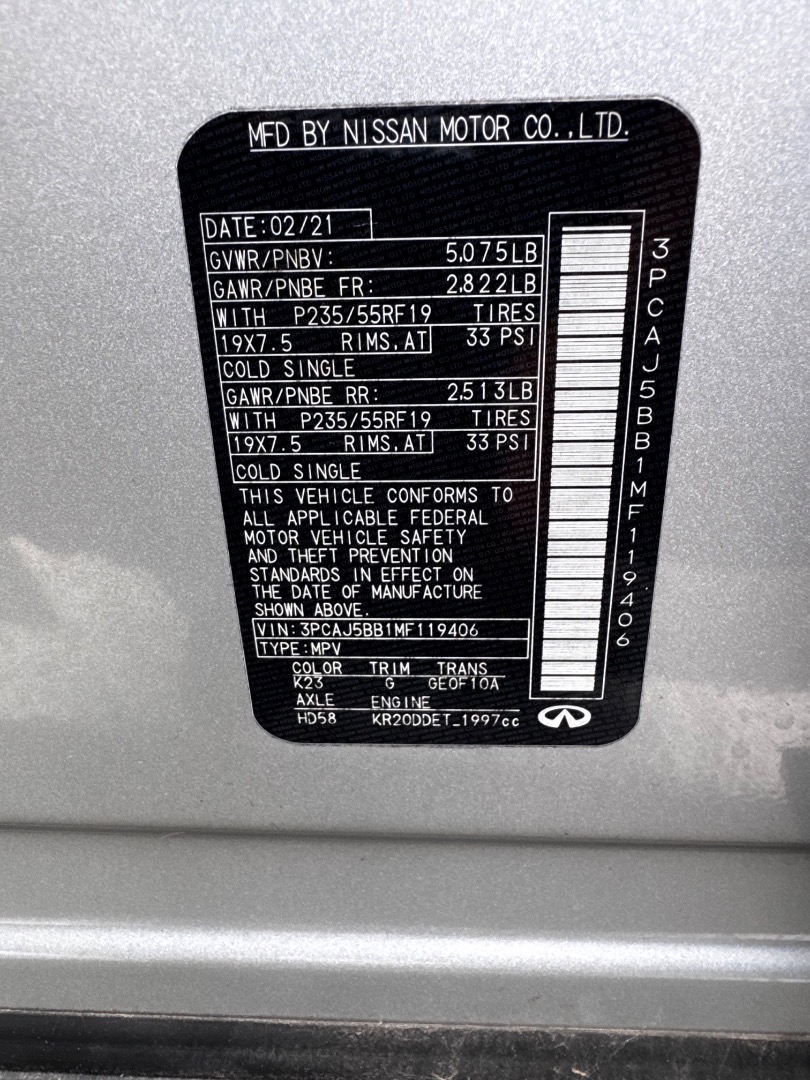 MFD BY NISSAN MOTOR CO.,LTD.
DATE:02/21
GVWR/PNBV: 5,075LB
GAWR/PNBE FR: 2,822LB
WITH P235/55RF19 TIRES
19X7.5 RIMS,AT 33 PSI
COLD SINGLE
GAWR/PNBE RR: 2,513LB
WITH P235/55RF19 TIRES
19X7.5 RIMS,AT 33 PSI
COLD SINGLE
THIS VEHICLE CONFORMS TO
ALL APPLICABLE FEDERAL
MOTOR VEHICLE SAFETY
AND THEFT PREVENTION
STANDARDS IN EFFECT ON
THE DATE OF MANUFACTURE
SHOWN ABOVE.
VIN:3PCAJ5BB1MF119406
TYPE:MPV
COLOR TRIM TRANS
K23 G GE0F10A
AXLE ENGINE
HD58 KR20DDET_1997cc
3PCAJ5BB1MF119406